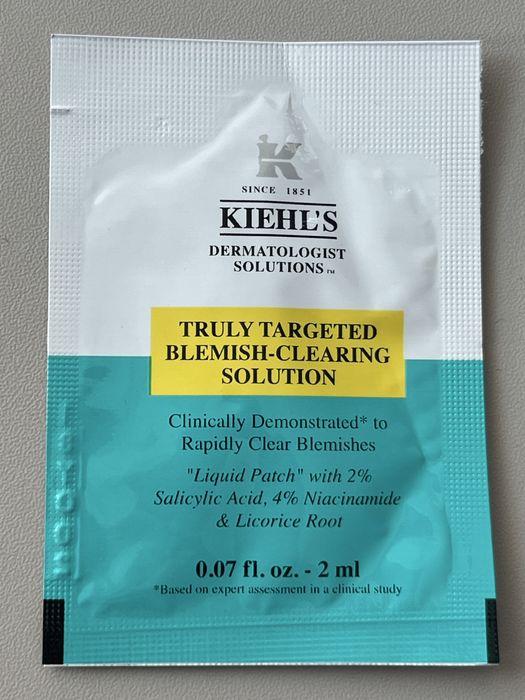 K
SINCE 1851
KIEHL'S
DERMATOLOGIST
SOLUTIONS™
TRULY TARGETED
BLEMISH-CLEARING
SOLUTION
Clinically Demonstrated* to
Rapidly Clear Blemishes
"Liquid Patch" with 2%
Salicylic Acid, 4% Niacinamide
& Licorice Root
0.07 fl. oz. - 2 ml
*Based on expert assessment in a clinical study